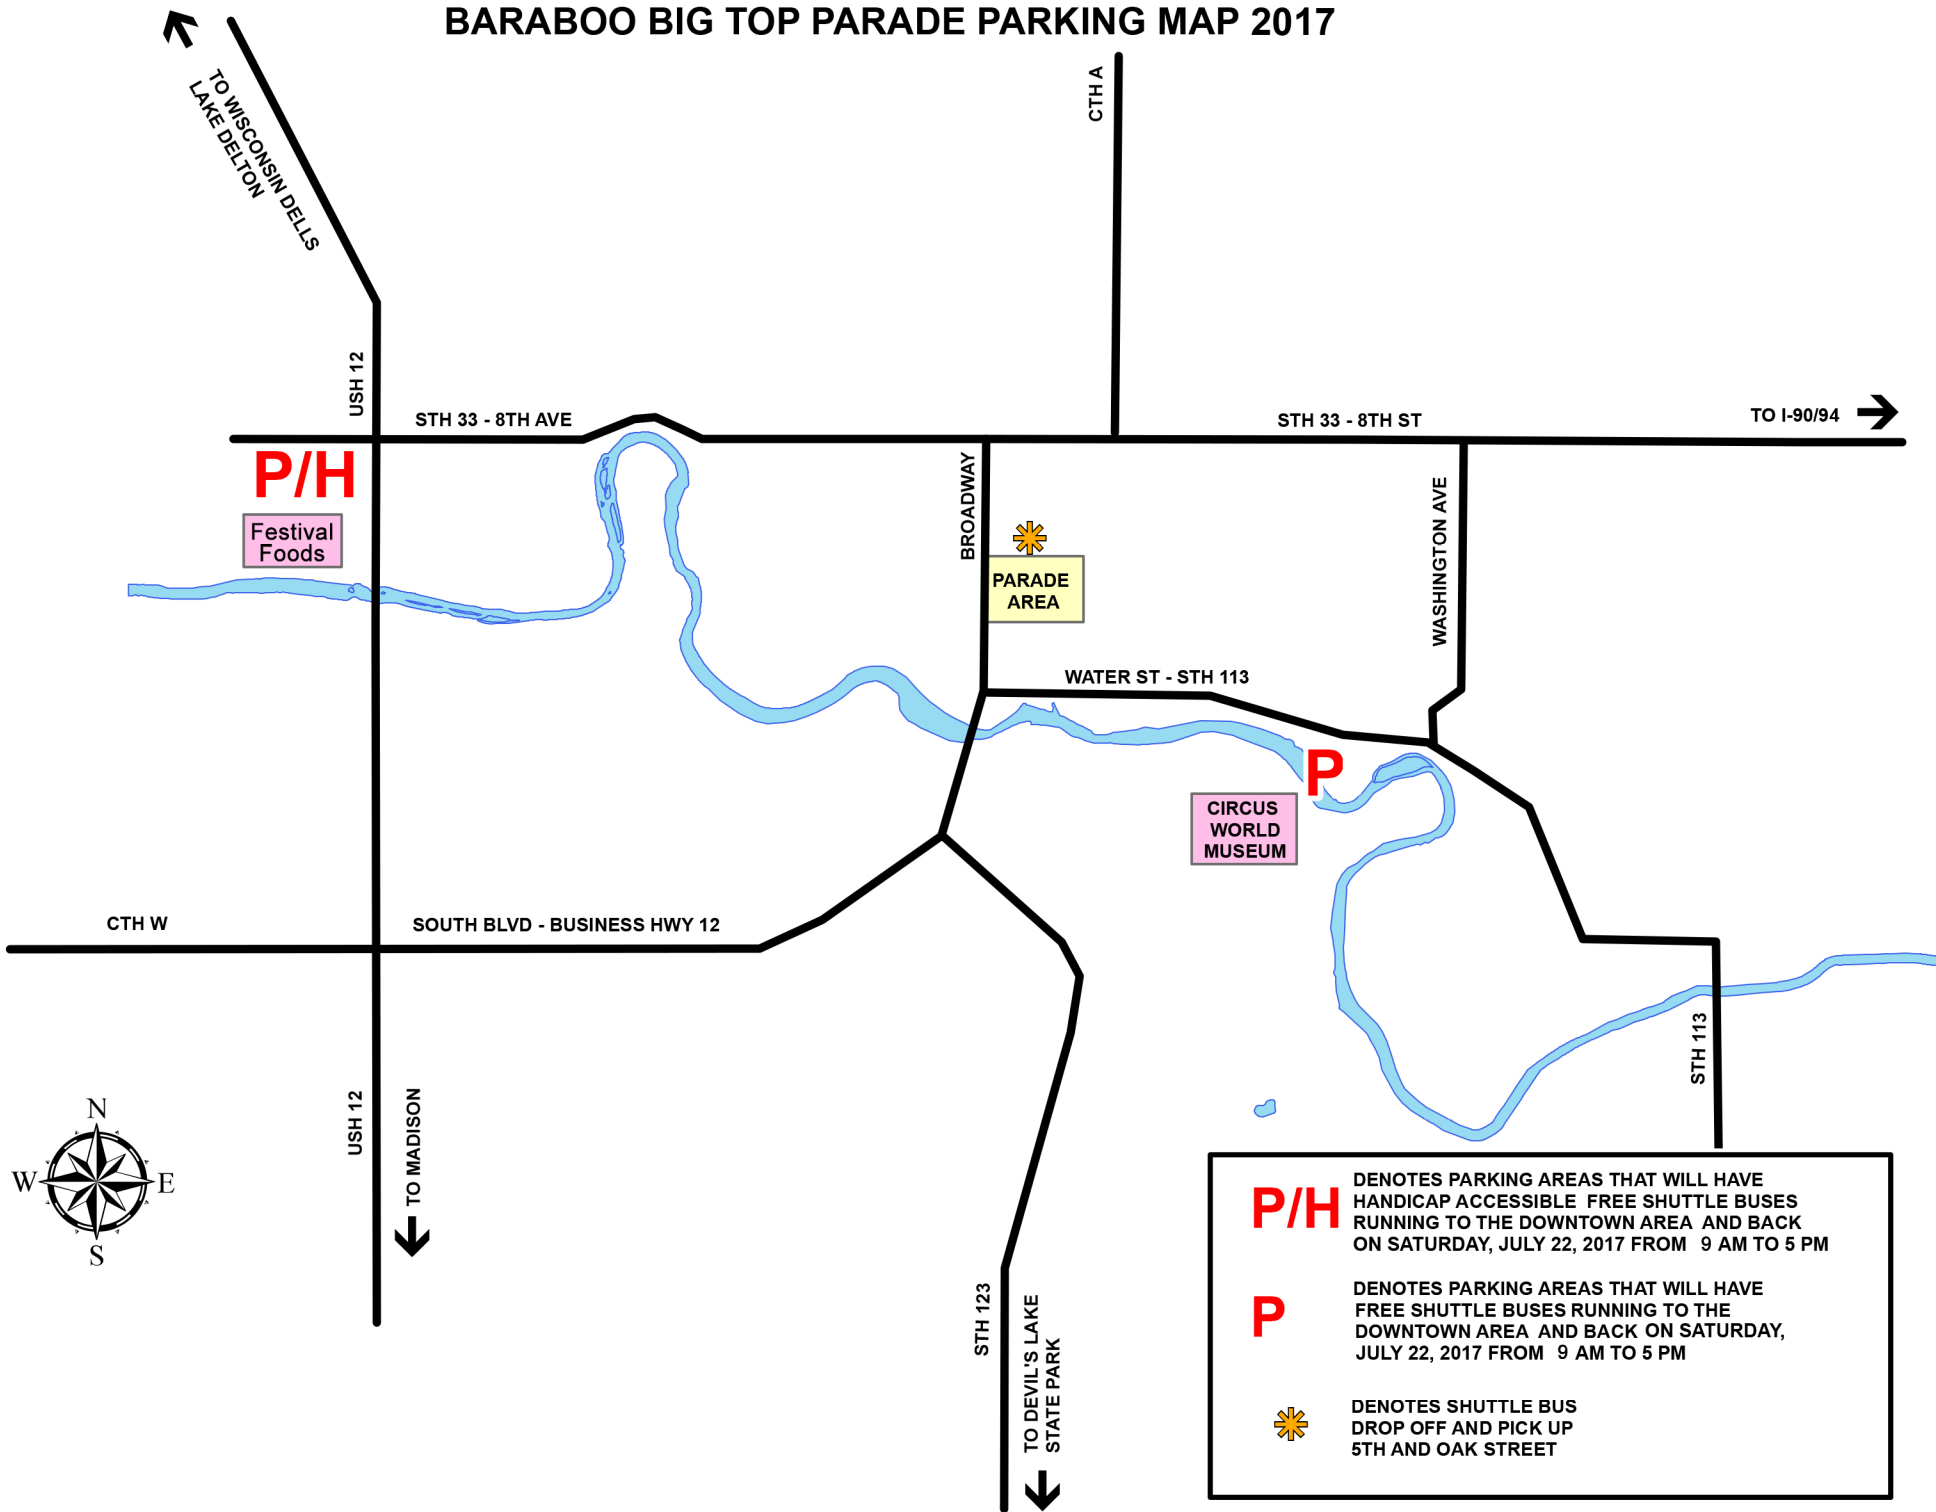 BARABOO BIG TOP PARADE PARKING MAP 2017
TO WISCONSIN DELLS
LAKE DELTON
CTH A
USH 12
STH 33 - 8TH AVE
STH 33 - 8TH ST
TO I-90/94
P/H
Festival
Foods
BROADWAY
PARADE
AREA
WASHINGTON AVE
WATER ST - STH 113
P
CIRCUS
WORLD
MUSEUM
CTH W
SOUTH BLVD - BUSINESS HWY 12
STH 113
USH 12
TO MADISON
N
W
E
S
STH 123
TO DEVIL'S LAKE
STATE PARK
P/H
DENOTES PARKING AREAS THAT WILL HAVE
HANDICAP ACCESSIBLE FREE SHUTTLE BUSES
RUNNING TO THE DOWNTOWN AREA AND BACK
ON SATURDAY, JULY 22, 2017 FROM 9 AM TO 5 PM
P
DENOTES PARKING AREAS THAT WILL HAVE
FREE SHUTTLE BUSES RUNNING TO THE
DOWNTOWN AREA AND BACK ON SATURDAY,
JULY 22, 2017 FROM 9 AM TO 5 PM
DENOTES SHUTTLE BUS
DROP OFF AND PICK UP
5TH AND OAK STREET